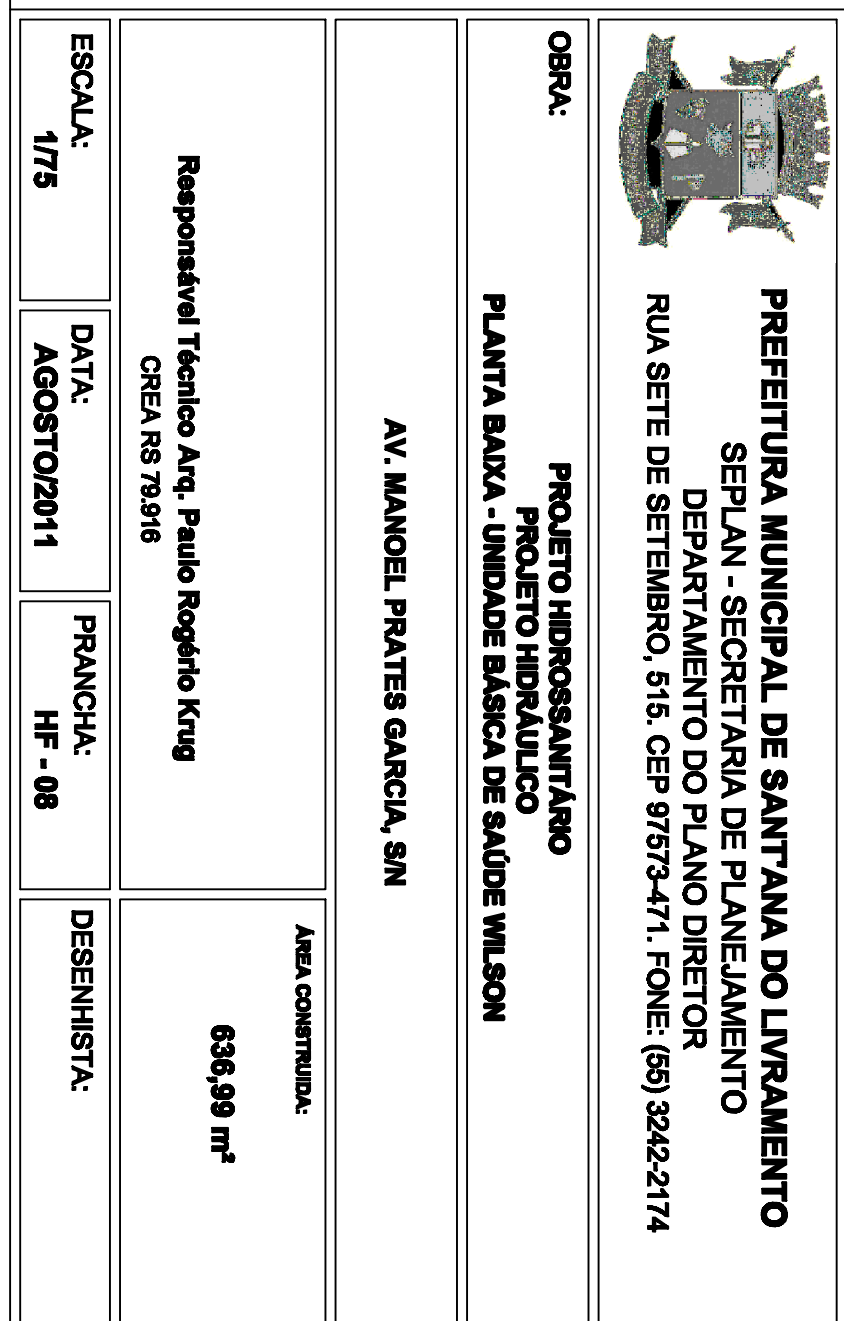 PREFEITURA MUNICIPAL DE SANT'ANA DO LIVRAMENTO
SEPLAN - SECRETARIA DE PLANEJAMENTO
DEPARTAMENTO DO PLANO DIRETOR
RUA SETE DE SETEMBRO, 515. CEP 97573-471. FONE: (55) 3242-2174
OBRA:
PROJETO HIDROSSANITÁRIO
PROJETO HIDRÁULICO
PLANTA BAIXA - UNIDADE BÁSICA DE SAÚDE WILSON
AV. MANOEL PRATES GARCIA, S/N
Responsável Técnico Arq. Paulo Rogério Krug
CREA RS 79.916
ÁREA CONSTRUIDA:
636,99 m²
ESCALA:
1/75
DATA:
AGOSTO/2011
PRANCHA:
HF - 08
DESENHISTA: